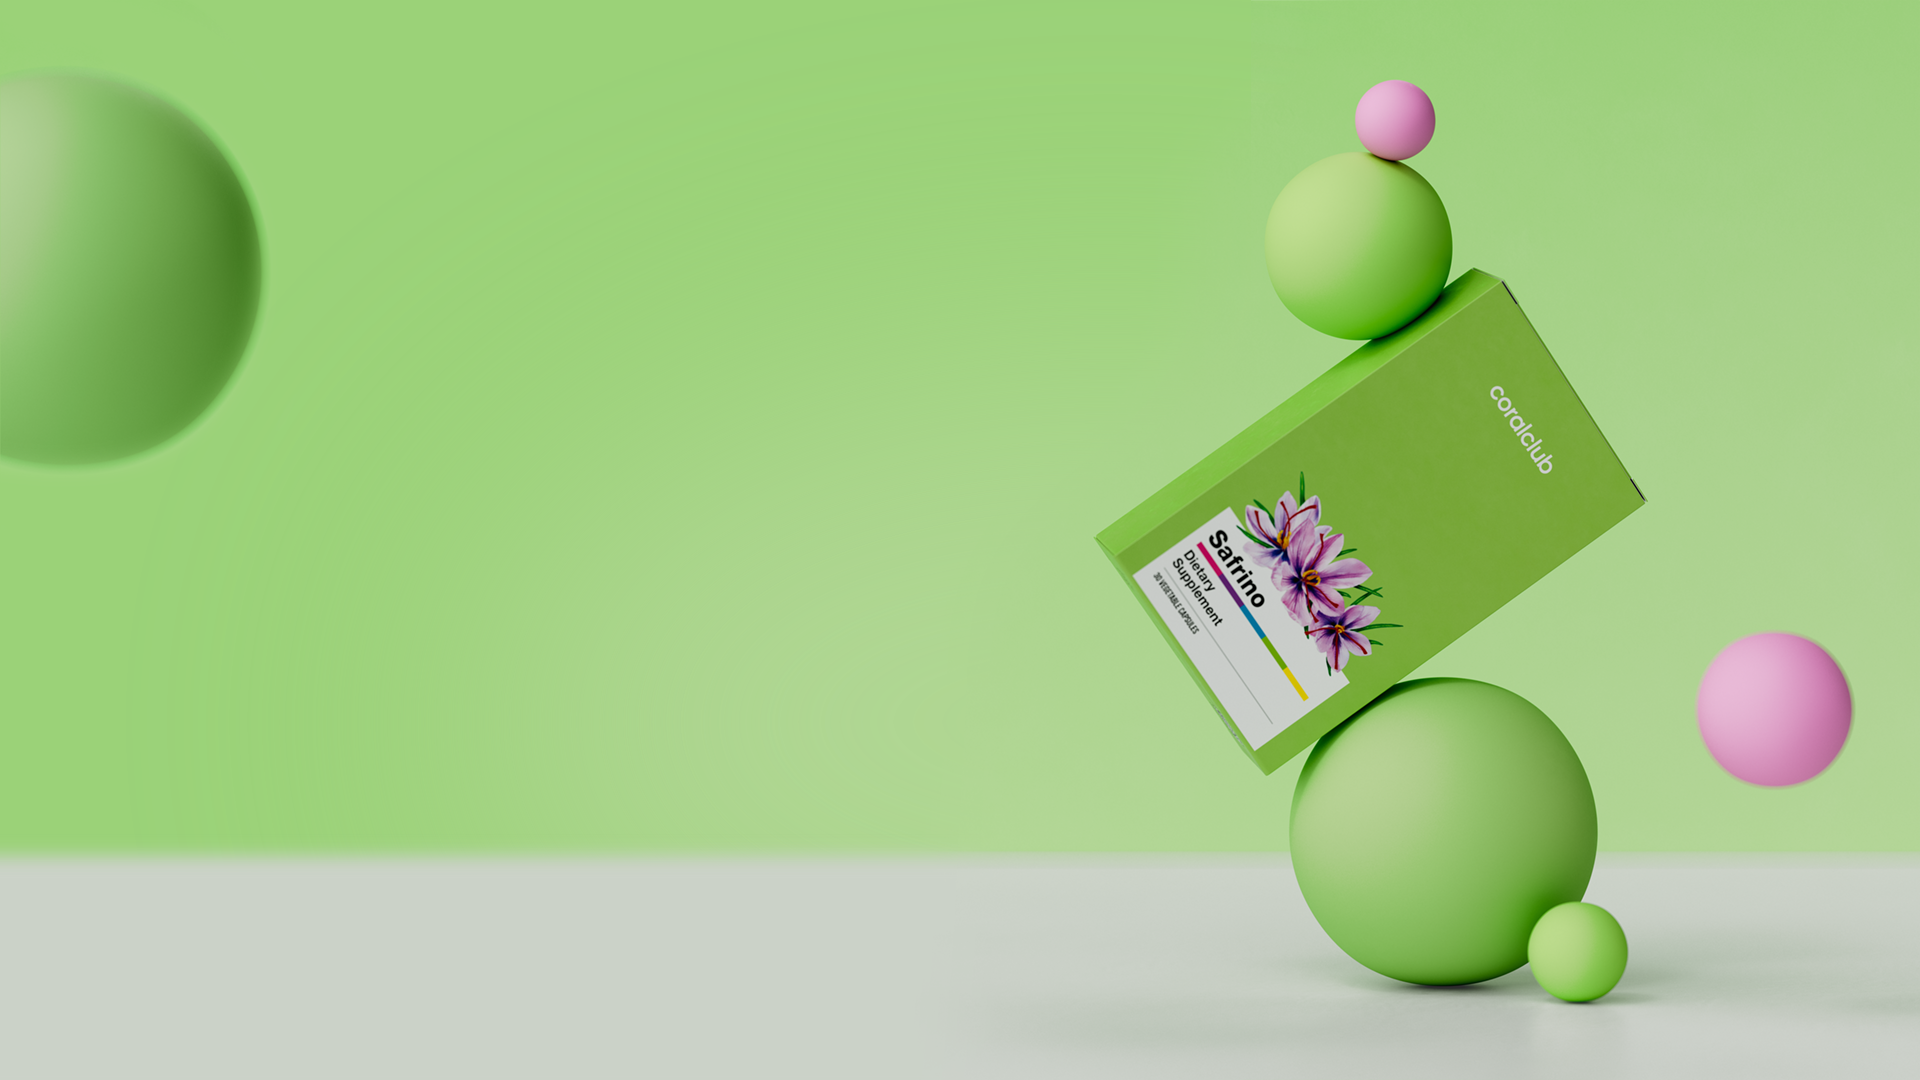 coralclub
Safrino
Dietary
Supplement
30 VEGETABLE CAPSULES